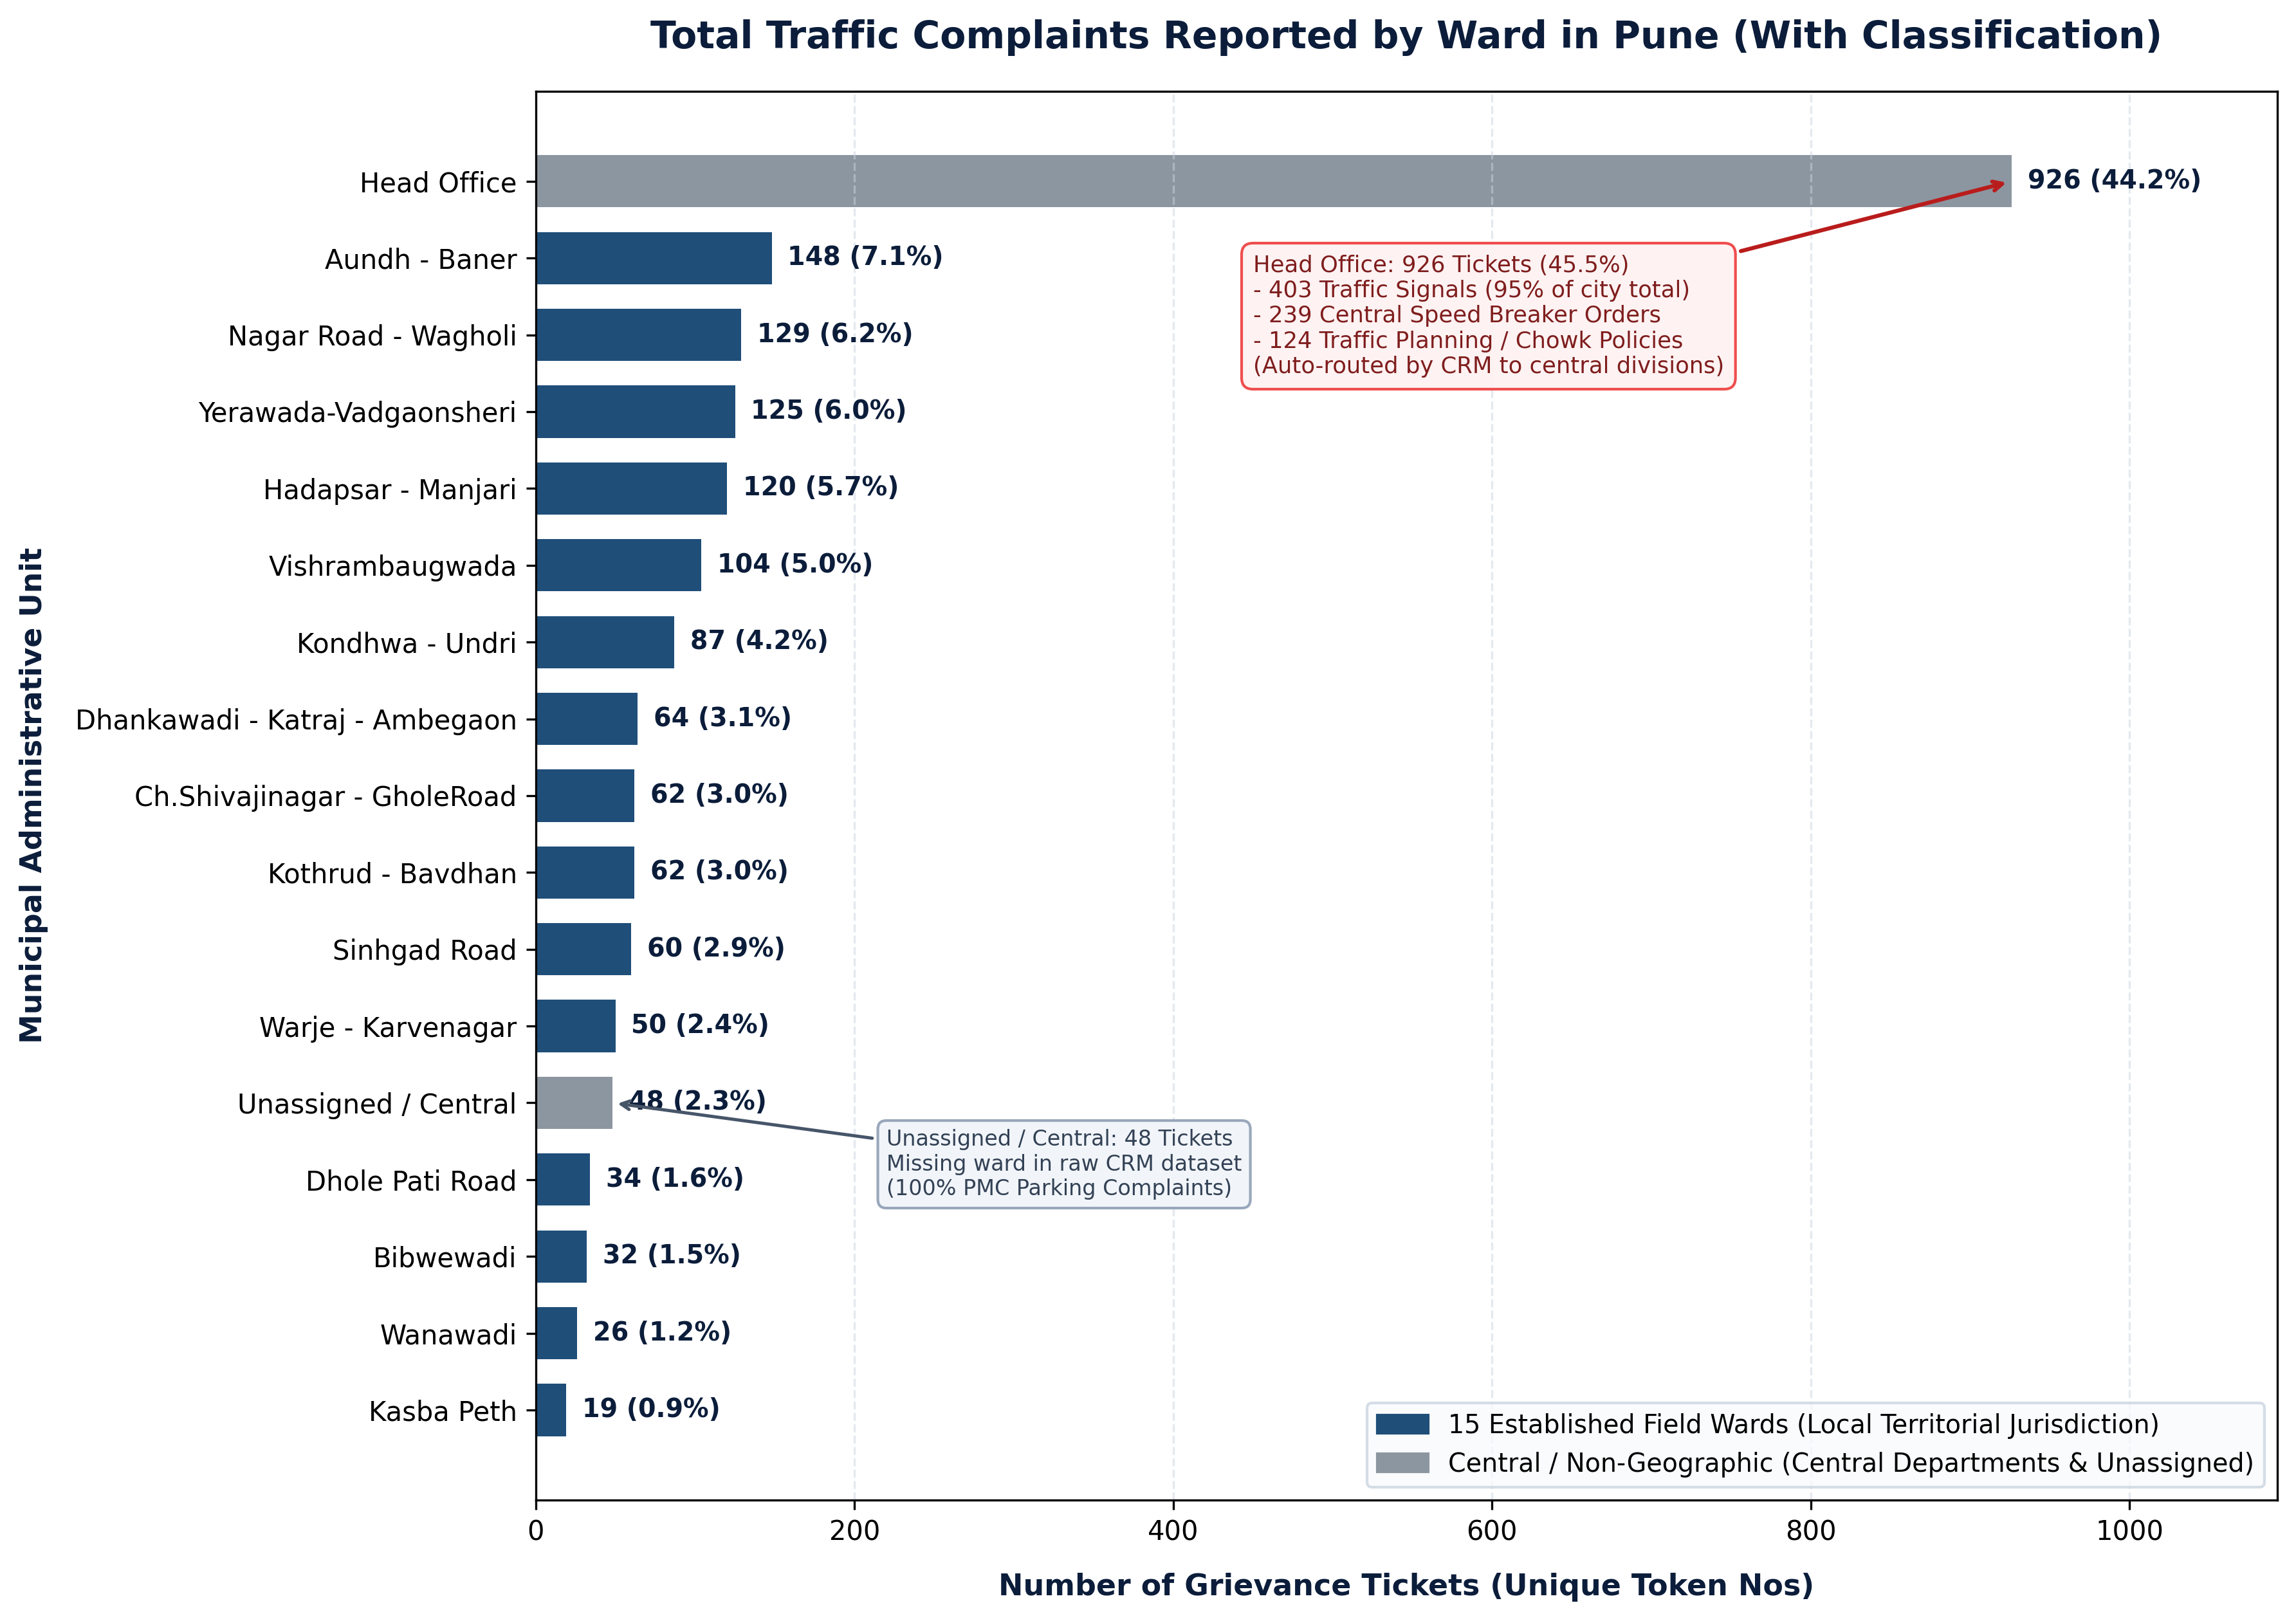 Total Traffic Complaints Reported by Ward in Pune (With Classification)
Municipal Administrative Unit
Head Office
926 (44.2%)
Aundh - Baner
148 (7.1%)
Head Office: 926 Tickets (45.5%)
- 403 Traffic Signals (95% of city total)
- 239 Central Speed Breaker Orders
- 124 Traffic Planning / Chowk Policies
(Auto-routed by CRM to central divisions)
Nagar Road - Wagholi
129 (6.2%)
Yerawada-Vadgaonsheri
125 (6.0%)
Hadapsar - Manjari
120 (5.7%)
Vishrambaugwada
104 (5.0%)
Kondhwa - Undri
87 (4.2%)
Dhankawadi - Katraj - Ambegaon
64 (3.1%)
Ch.Shivajinagar - GholeRoad
62 (3.0%)
Kothrud - Bavdhan
62 (3.0%)
Sinhgad Road
60 (2.9%)
Warje - Karvenagar
50 (2.4%)
Unassigned / Central
48 (2.3%)
Unassigned / Central: 48 Tickets
Missing ward in raw CRM dataset
(100% PMC Parking Complaints)
Dhole Pati Road
34 (1.6%)
Bibwewadi
32 (1.5%)
Wanawadi
26 (1.2%)
Kasba Peth
19 (0.9%)
15 Established Field Wards (Local Territorial Jurisdiction)
Central / Non-Geographic (Central Departments & Unassigned)
0 200 400 600 800 1000
Number of Grievance Tickets (Unique Token Nos)